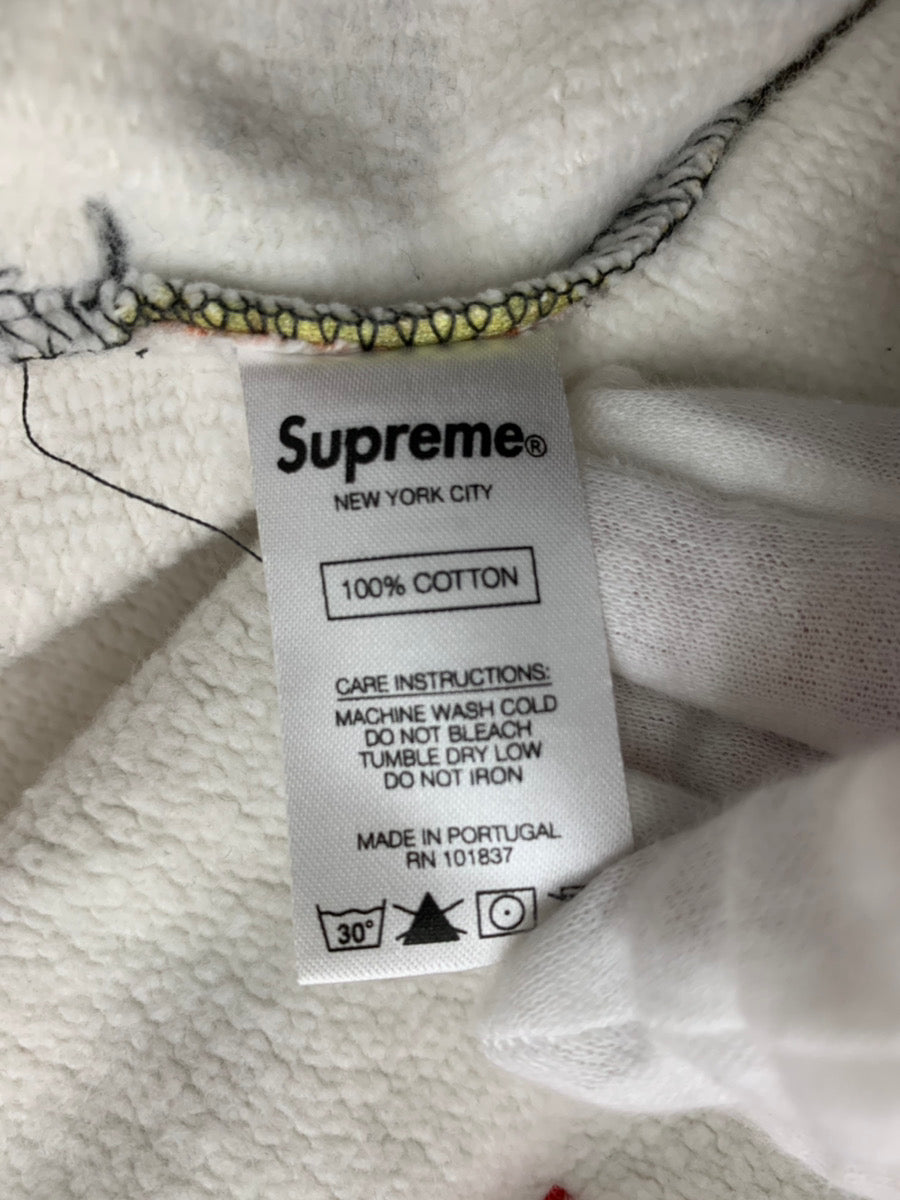 Supreme®
NEW YORK CITY
100% COTTON
CARE INSTRUCTIONS:
MACHINE WASH COLD
DO NOT BLEACH
TUMBLE DRY LOW
DO NOT IRON
MADE IN PORTUGAL
RN 101837
30°